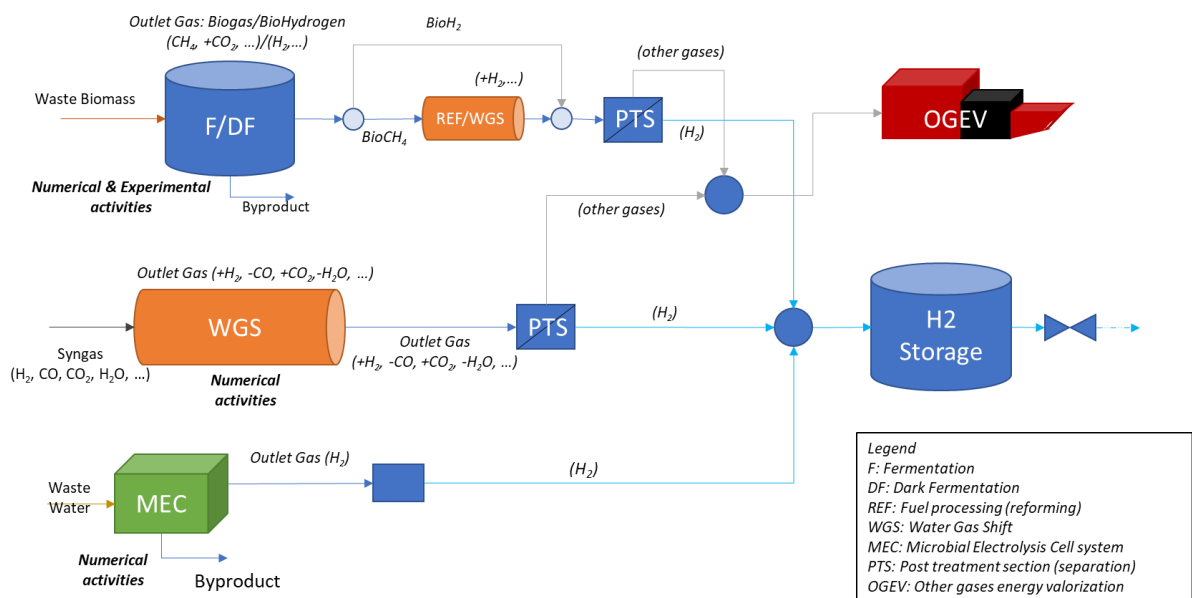 Outlet Gas: Biogas/BioHydrogen
(CH₄, +CO₂, ...)/(H₂,...)
BioH₂
(other gases)
Waste Biomass
F/DF
(+H₂,...)
REF/WGS
BioCH₄
PTS
(H₂)
OGEV
Numerical & Experimental
activities
Byproduct
(other gases)
Outlet Gas (+H₂, -CO, +CO₂,-H₂O, ...)
WGS
Syngas
(H₂, CO, CO₂, H₂O, ...)
Numerical
activities
Outlet Gas
(+H₂, -CO, +CO₂, -H₂O, ...)
PTS
(H₂)
H2
Storage
Outlet Gas (H₂)
(H₂)
Waste
Water
MEC
Numerical
activities
Byproduct
Legend
F: Fermentation
DF: Dark Fermentation
REF: Fuel processing (reforming)
WGS: Water Gas Shift
MEC: Microbial Electrolysis Cell system
PTS: Post treatment section (separation)
OGEV: Other gases energy valorization